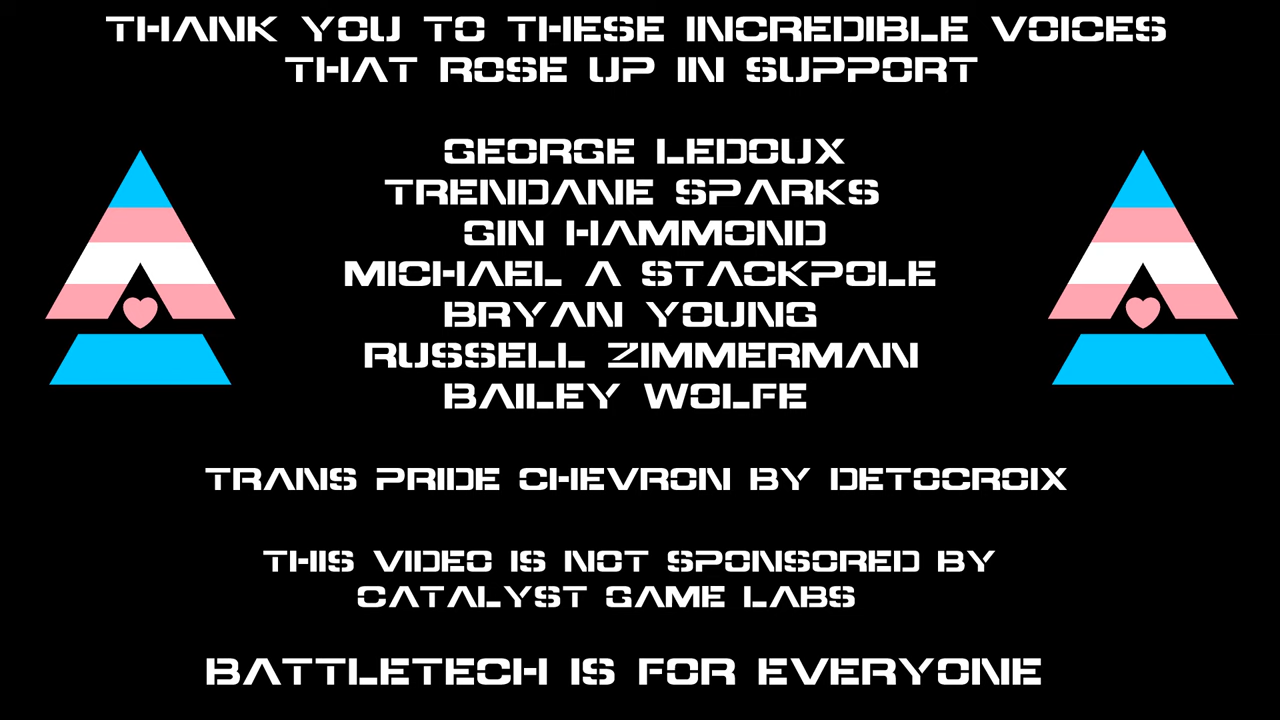 THANK YOU TO THESE INCREDIBLE VOICES
THAT ROSE UP IN SUPPORT
GEORGE LEDOUX
TRENDANE SPARKS
GIN HAMMOND
MICHAEL A STACKPOLE
BRYAN YOUNG
RUSSELL ZIMMERMAN
BAILEY WOLFE
TRANS PRIDE CHEVRON BY DETOCROIX
THIS VIDEO IS NOT SPONSORED BY
CATALYST GAME LABS
BATTLETECH IS FOR EVERYONE